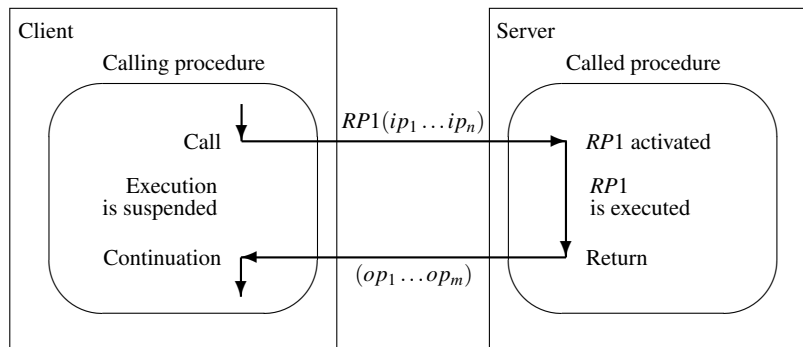 Client
Server
Calling procedure
Called procedure
RP1(ip₁…ipₙ)
Call
RP1 activated
Execution
is suspended
RP1
is executed
Continuation
Return
(op₁…opₘ)